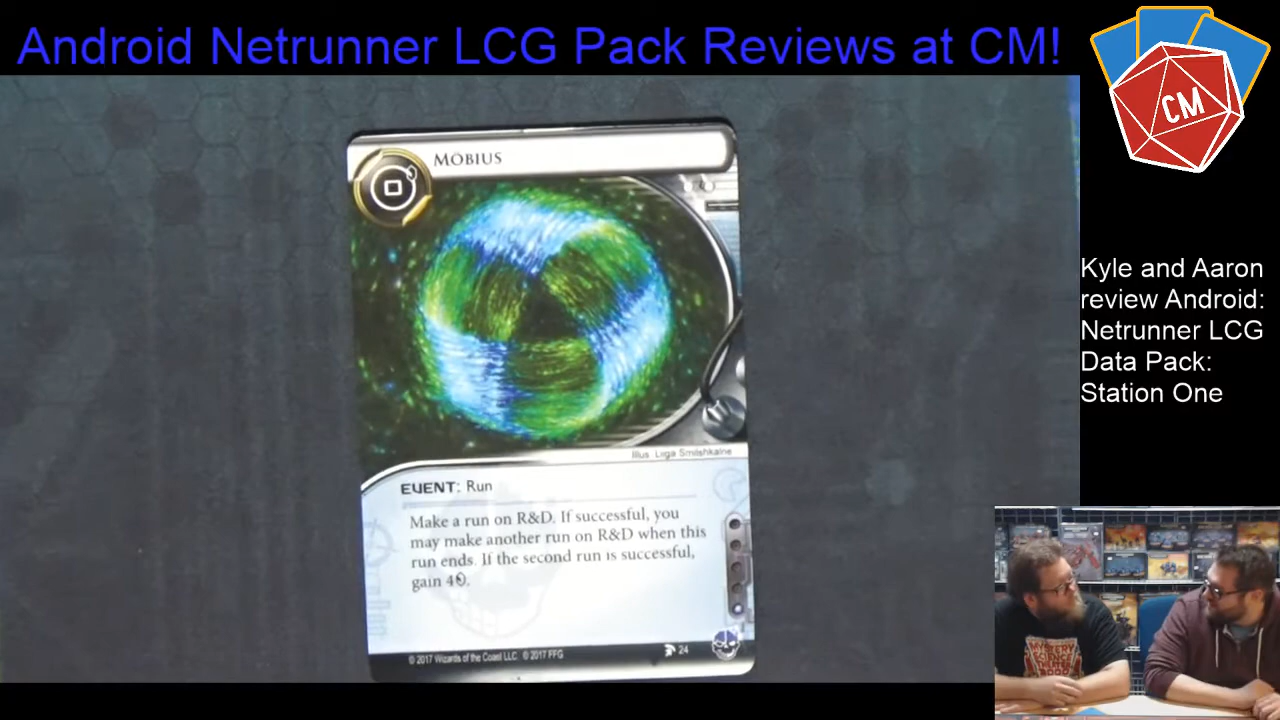 Android Netrunner LCG Pack Reviews at CM!
CM
MÖBIUS
Illus. Liiga Smilshkalne
EVENT: Run
Make a run on R&D. If successful, you
may make another run on R&D when this
run ends. If the second run is successful,
gain 4
© 2017 Wizards of the Coast LLC. © 2017 FFG
24
Kyle and Aaron
review Android:
Netrunner LCG
Data Pack:
Station One